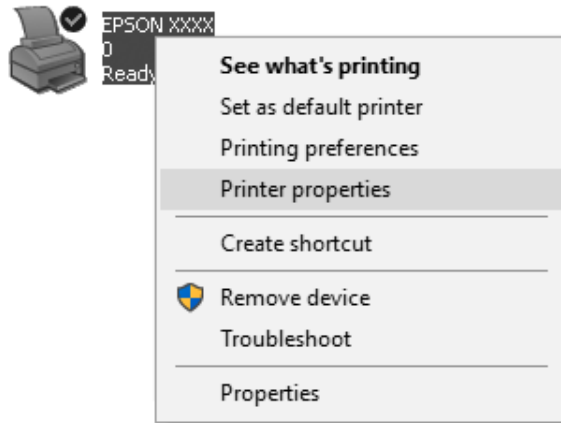 EPSON XXXX
0
Ready
See what's printing
Set as default printer
Printing preferences
Printer properties
Create shortcut
Remove device
Troubleshoot
Properties